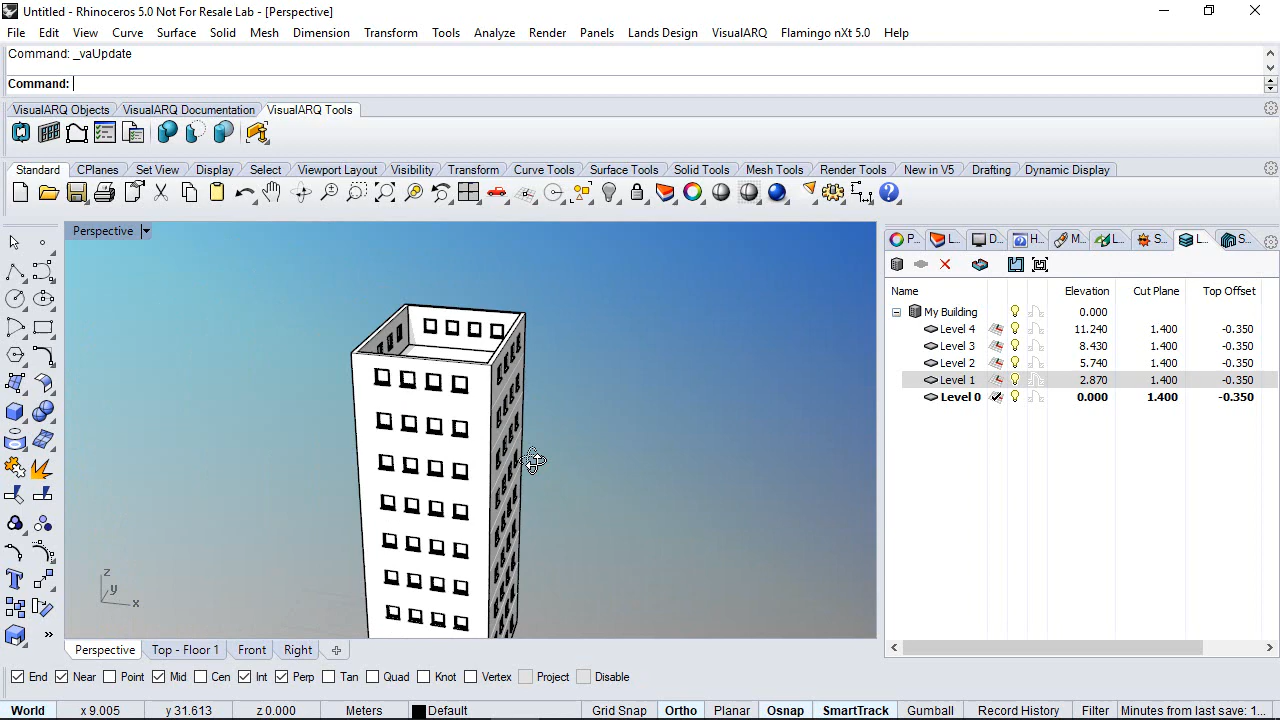 Untitled - Rhinoceros 5.0 Not For Resale Lab - [Perspective]
File Edit View Curve Surface Solid Mesh Dimension Transform Tools Analyze Render Panels Lands Design VisualARQ Flamingo nXt 5.0 Help
Command: _vaUpdate
Command:
VisualARQ Objects VisualARQ Documentation VisualARQ Tools
Standard CPlanes Set View Display Select Viewport Layout Visibility Transform Curve Tools Surface Tools Solid Tools Mesh Tools Render Tools New in V5 Drafting Dynamic Display
Perspective
P... L... D... H... M... L... S... L... S...
Name Elevation Cut Plane Top Offset
My Building 0.000
Level 4 11.240 1.400 -0.350
Level 3 8.430 1.400 -0.350
Level 2 5.740 1.400 -0.350
Level 1 2.870 1.400 -0.350
Level 0 0.000 1.400 -0.350
z
y
x
Perspective Top - Floor 1 Front Right
End Near Point Mid Cen Int Perp Tan Quad Knot Vertex Project Disable
World x 9.005 y 31.613 z 0.000 Meters Default Grid Snap Ortho Planar Osnap SmartTrack Gumball Record History Filter Minutes from last save: 1...